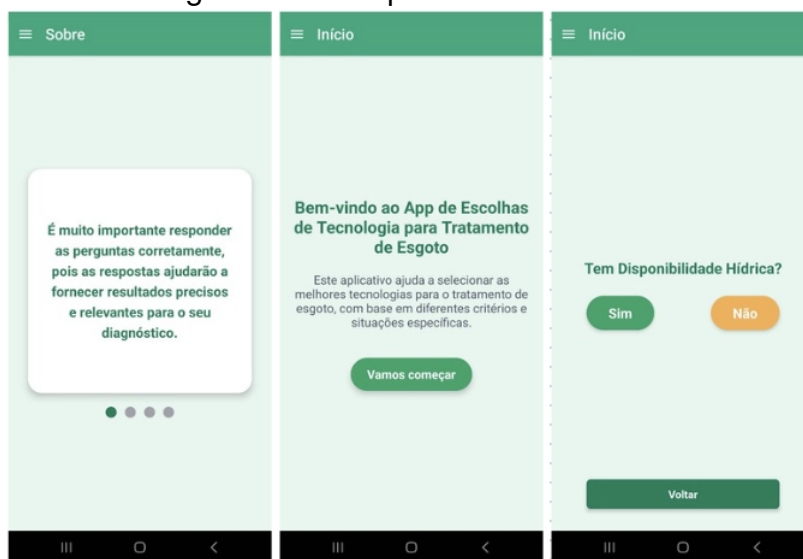 Sobre
É muito importante responder
as perguntas corretamente,
pois as respostas ajudarão a
fornecer resultados precisos
e relevantes para o seu
diagnóstico.
Início
Bem-vindo ao App de Escolhas
de Tecnologia para Tratamento
de Esgoto
Este aplicativo ajuda a selecionar as
melhores tecnologias para o tratamento de
esgoto, com base em diferentes critérios e
situações específicas.
Vamos começar
Início
Tem Disponibilidade Hídrica?
Sim
Não
Voltar